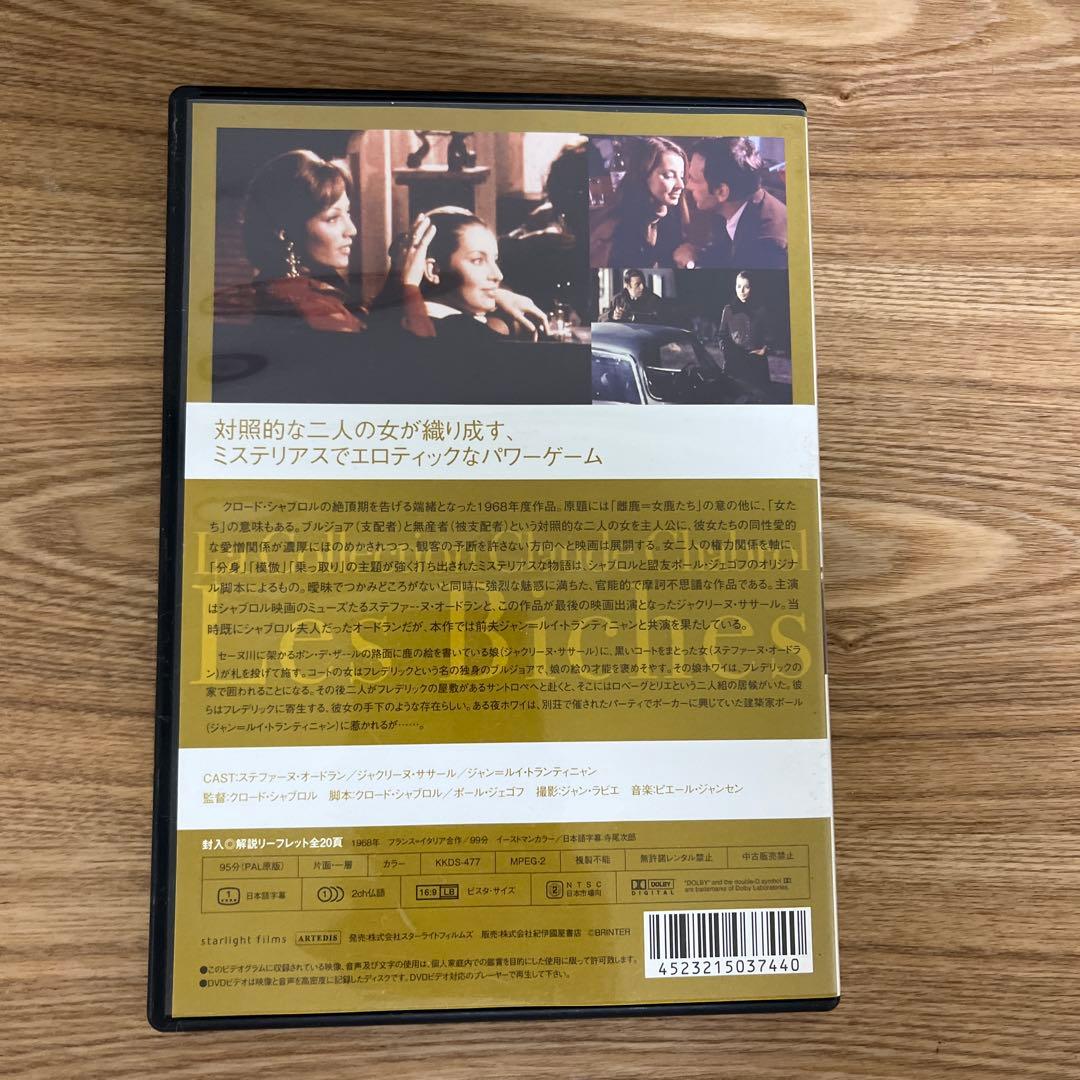 対照的な二人の女が織り成す、
ミステリアスでエロティックなパワーゲーム
クロード・シャブロルの絶頂期を告げる端緒となった1968年度作品。原題には「雌鹿=女鹿たち」の意の他に、「女た
ち」の意味もある。ブルジョア(支配者)と無産者(被支配者)という対照的な二人の女を主人公に、彼女たちの同性愛的
な愛憎関係が濃厚にほのめかされつつ、観客の予断を許さない方向へと映画は展開する。女二人の権力関係を軸に、
「分身」「模倣」「乗っ取り」の主題が強く打ち出されたミステリアスな物語は、シャブロルと盟友ポール・ジェゴフのオリジナ
ル脚本によるもの。曖昧でつかみどころがないと同時に強烈な魅惑に満ちた、官能的で摩訶不思議な作品である。主演
はシャブロル映画のミューズたるステファーヌ・オードランと、この作品が最後の映画出演となったジャクリーヌ・ササール。当
時既にシャブロル夫人だったオードランだが、本作では前夫ジャン=ルイ・トランティニャンと共演を果たしている。
La Collection Claude Chabrol
Les Biches
セーヌ川に架かるポン・デ・ザールの路面に鹿の絵を書いている娘(ジャクリーヌ・ササール)に、黒いコートをまとった女(ステファーヌ・オードラ
ン)が札を投げて施す。コートの女はフレデリックという名の独身のブルジョアで、娘の絵の才能を褒めそやす。その娘ホワイは、フレデリックの
家で囲われることになる。その後二人がフレデリックの屋敷があるサントロペへと赴くと、そこにはロベーグとリエという二人組の居候がいた。彼
らはフレデリックに寄生する、彼女の手下のような存在らしい。ある夜ホワイは、別荘で催されたパーティでポーカーに興じていた建築家ポール
(ジャン=ルイ・トランティニャン)に惹かれるが……。
CAST:ステファーヌ・オードラン/ジャクリーヌ・ササール/ジャン=ルイ・トランティニャン
監督:クロード・シャブロル 脚本:クロード・シャブロル/ポール・ジェゴフ 撮影:ジャン・ラビエ 音楽:ピエール・ジャンセン
封入◎解説リーフレット全20頁 1968年 フランス=イタリア合作/99分 イーストマンカラー/日本語字幕:寺尾次郎
95分(PAL原版) 片面・一層 カラー KKDS-477 MPEG-2 複製不能 無許諾レンタル禁止 中古販売禁止
1 日本語字幕 1 2ch仏語 16:9 LB ビスタ・サイズ 2 NTSC 日本市場向 DOLBY DIGITAL "DOLBY" and the double-D symbol are trademarks of Dolby Laboratories.
starlight films ARTEDIS 発売:株式会社スターライトフィルムズ 販売:株式会社紀伊國屋書店 ©BRINTER
●このビデオグラムに収録されている映像、音声及び文字の使用は、個人家庭内での鑑賞を目的にした使用に限って許可致します。
●DVDビデオは映像と音声を高密度に記録したディスクです。DVDビデオ対応のプレーヤーで再生して下さい。
4523215037440